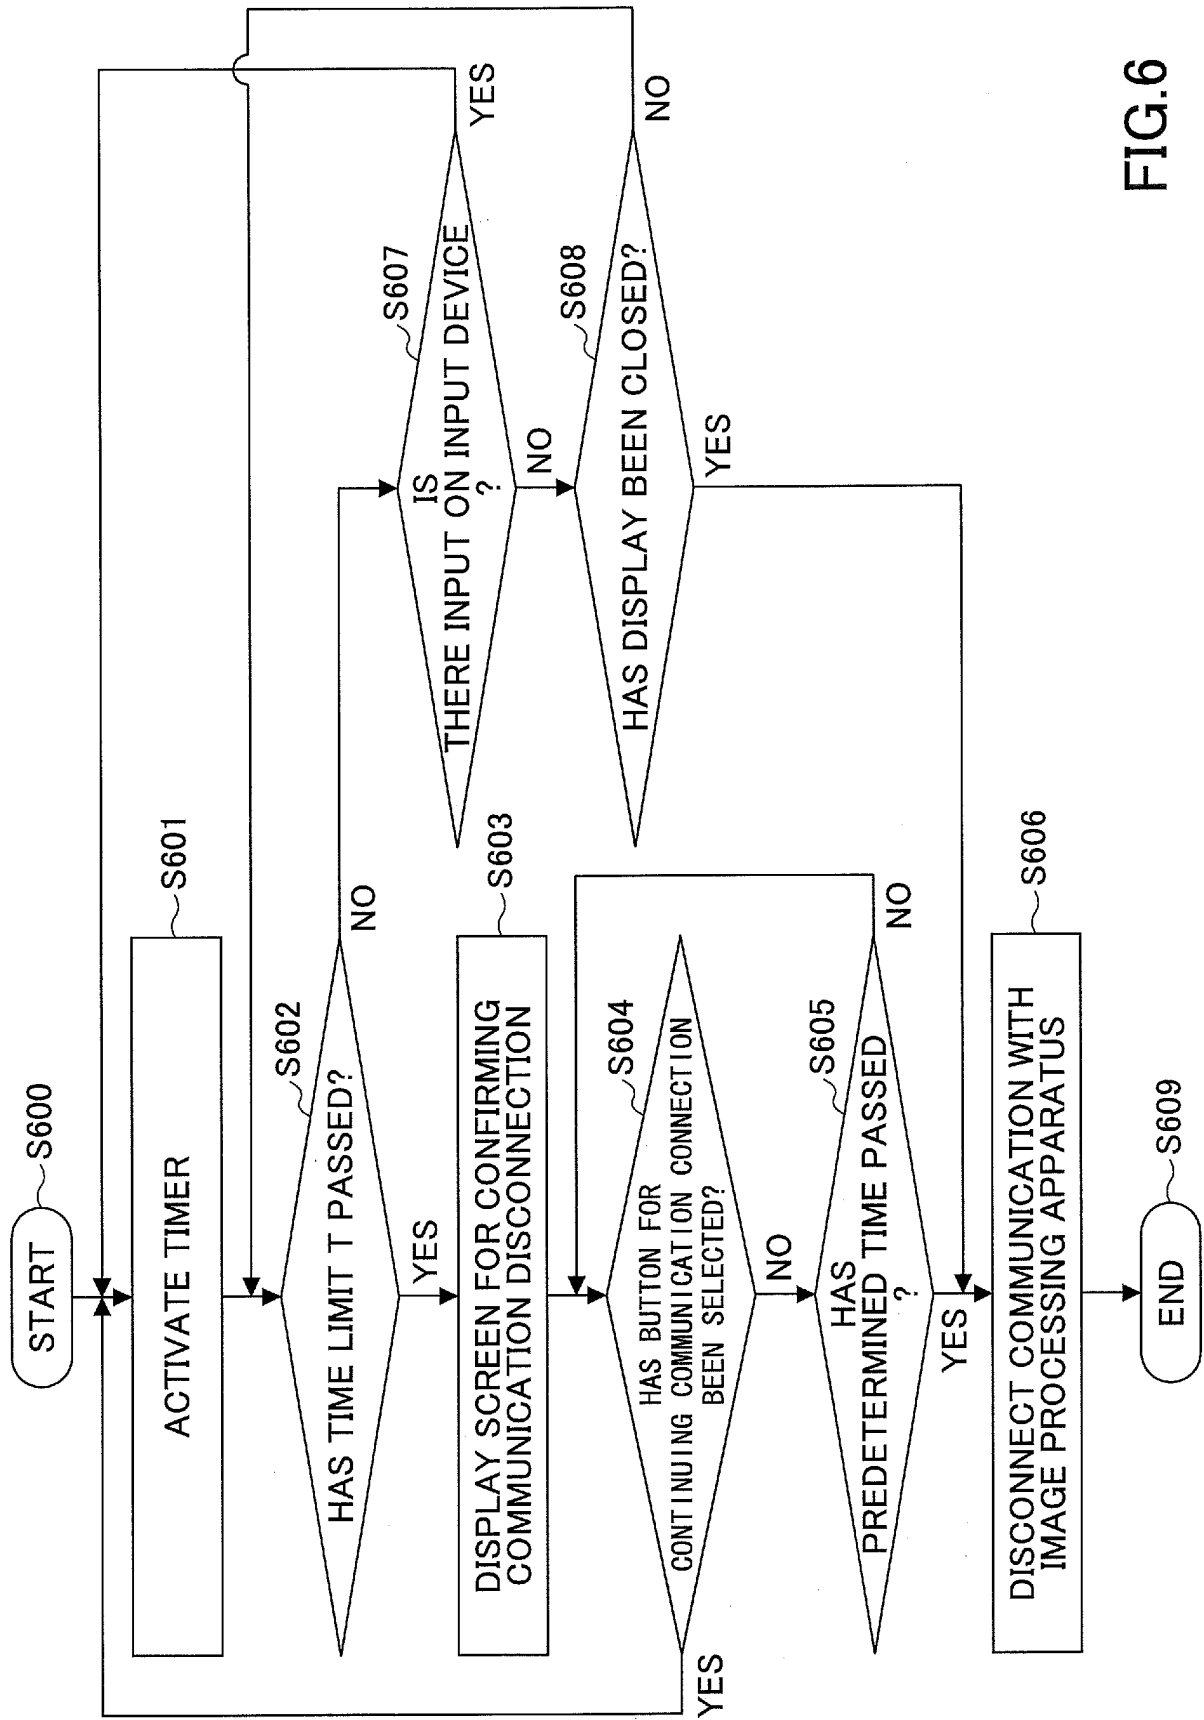 START
S600
ACTIVATE TIMER
S601
HAS TIME LIMIT T PASSED?
S602
NO
YES
DISPLAY SCREEN FOR CONFIRMING
COMMUNICATION DISCONNECTION
S603
HAS BUTTON FOR
CONTINUING COMMUNICATION CONNECTION
BEEN SELECTED?
S604
YES
NO
HAS
PREDETERMINED TIME PASSED
?
S605
NO
YES
DISCONNECT COMMUNICATION WITH
IMAGE PROCESSING APPARATUS
S606
END
S609
IS
THERE INPUT ON INPUT DEVICE
?
S607
YES
NO
HAS DISPLAY BEEN CLOSED?
S608
NO
YES
FIG.6